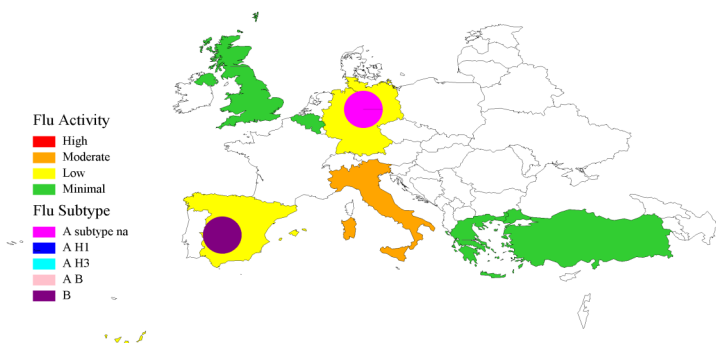 Flu Activity
High
Moderate
Low
Minimal
Flu Subtype
A subtype na
A H1
A H3
A B
B